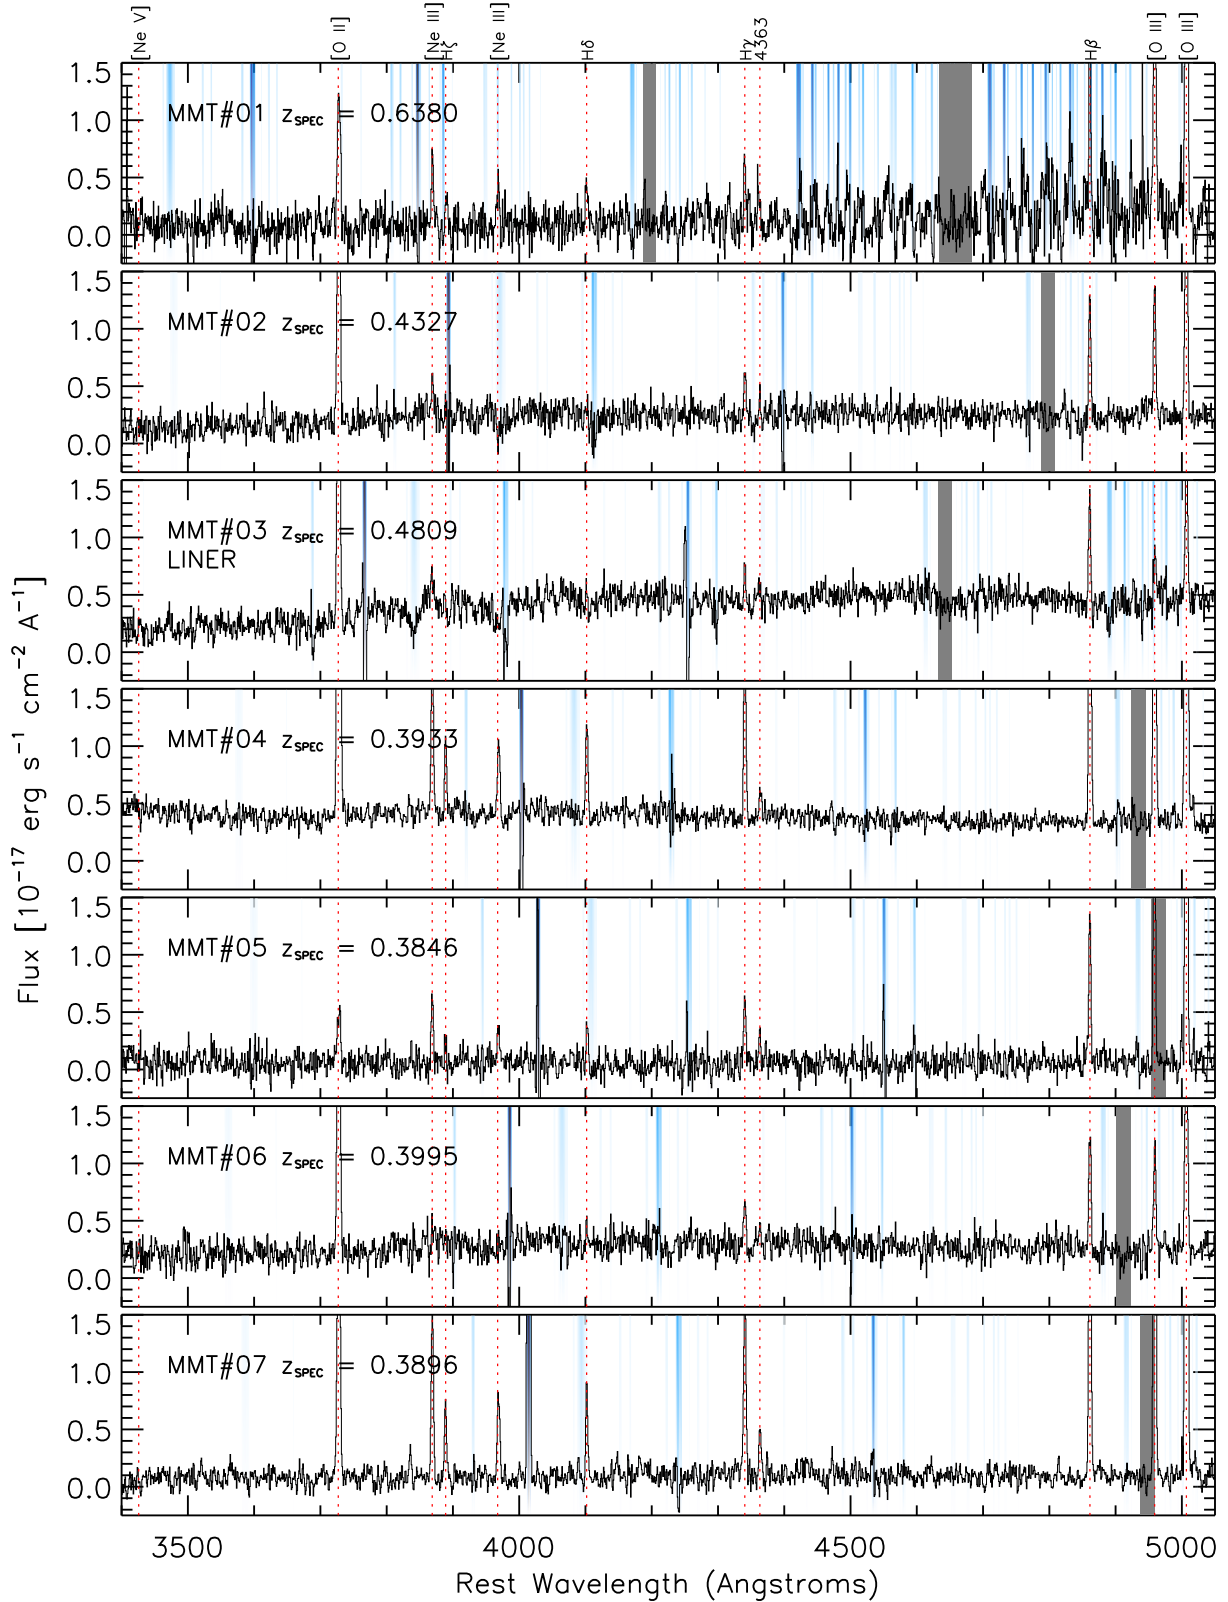 [Ne V] [O II] [Ne III] Hζ [Ne III] Hδ Hγ 4363 Hβ [O III] [O III]
1.5
MMT#01 zSPEC = 0.6380
1.0
0.5
0.0
1.5
MMT#02 zSPEC = 0.4327
1.0
0.5
0.0
1.5
MMT#03 zSPEC = 0.4809
1.0
LINER
0.5
0.0
1.5
MMT#04 zSPEC = 0.3933
1.0
0.5
0.0
1.5
MMT#05 zSPEC = 0.3846
1.0
0.5
0.0
1.5
MMT#06 zSPEC = 0.3995
1.0
0.5
0.0
1.5
MMT#07 zSPEC = 0.3896
1.0
0.5
0.0
Flux [10⁻¹⁷ erg s⁻¹ cm⁻² A⁻¹]
3500 4000 4500 5000
Rest Wavelength (Angstroms)